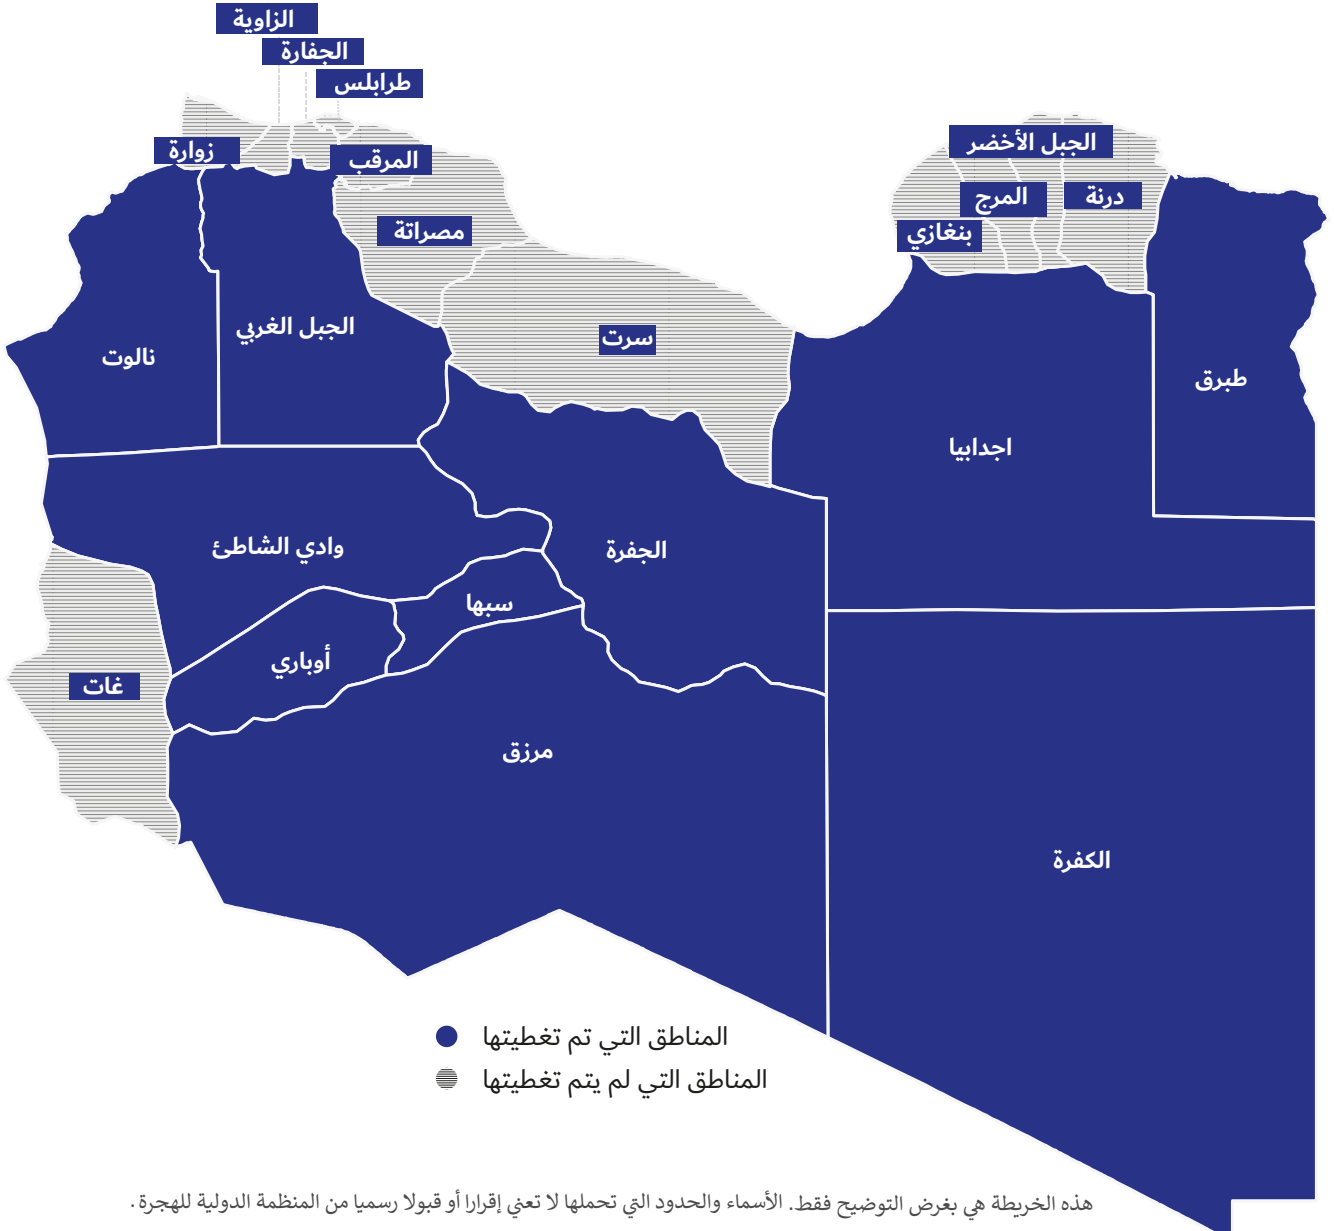 الزاوية
الجفارة
طرابلس
الجبل الأخضر
زوارة
المرقب
المرج
درنة
مصراتة
بنغازي
الجبل الغربي
سرت
نالوت
طبرق
اجدابيا
وادي الشاطئ
الجفرة
سبها
أوباري
غات
مرزق
الكفرة
المناطق التي تم تغطيتها
المناطق التي لم يتم تغطيتها
هذه الخريطة هي بغرض التوضيح فقط. الأسماء والحدود التي تحملها لا تعني إقرارا أو قبولا رسميا من المنظمة الدولية للهجرة .